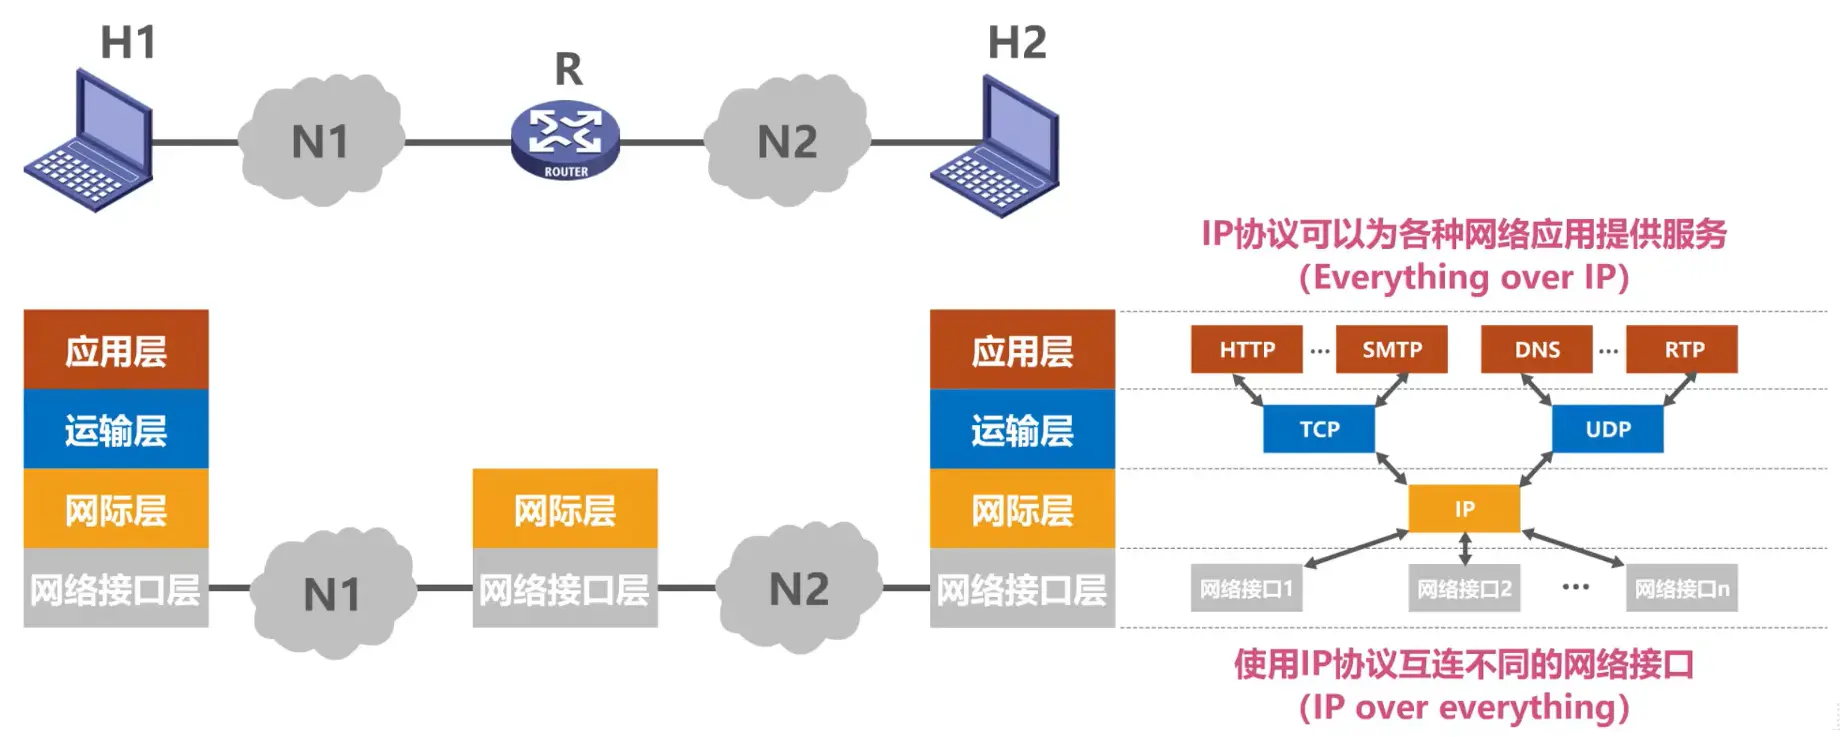 H1
R
H2
N1
N2
ROUTER
IP协议可以为各种网络应用提供服务
（Everything over IP）
应用层
运输层
网际层
网络接口层
N1
网际层
网络接口层
N2
应用层
运输层
网际层
网络接口层
HTTP ... SMTP DNS ... RTP
TCP UDP
IP
网络接口1 网络接口2 ... 网络接口n
使用IP协议互连不同的网络接口
（IP over everything）